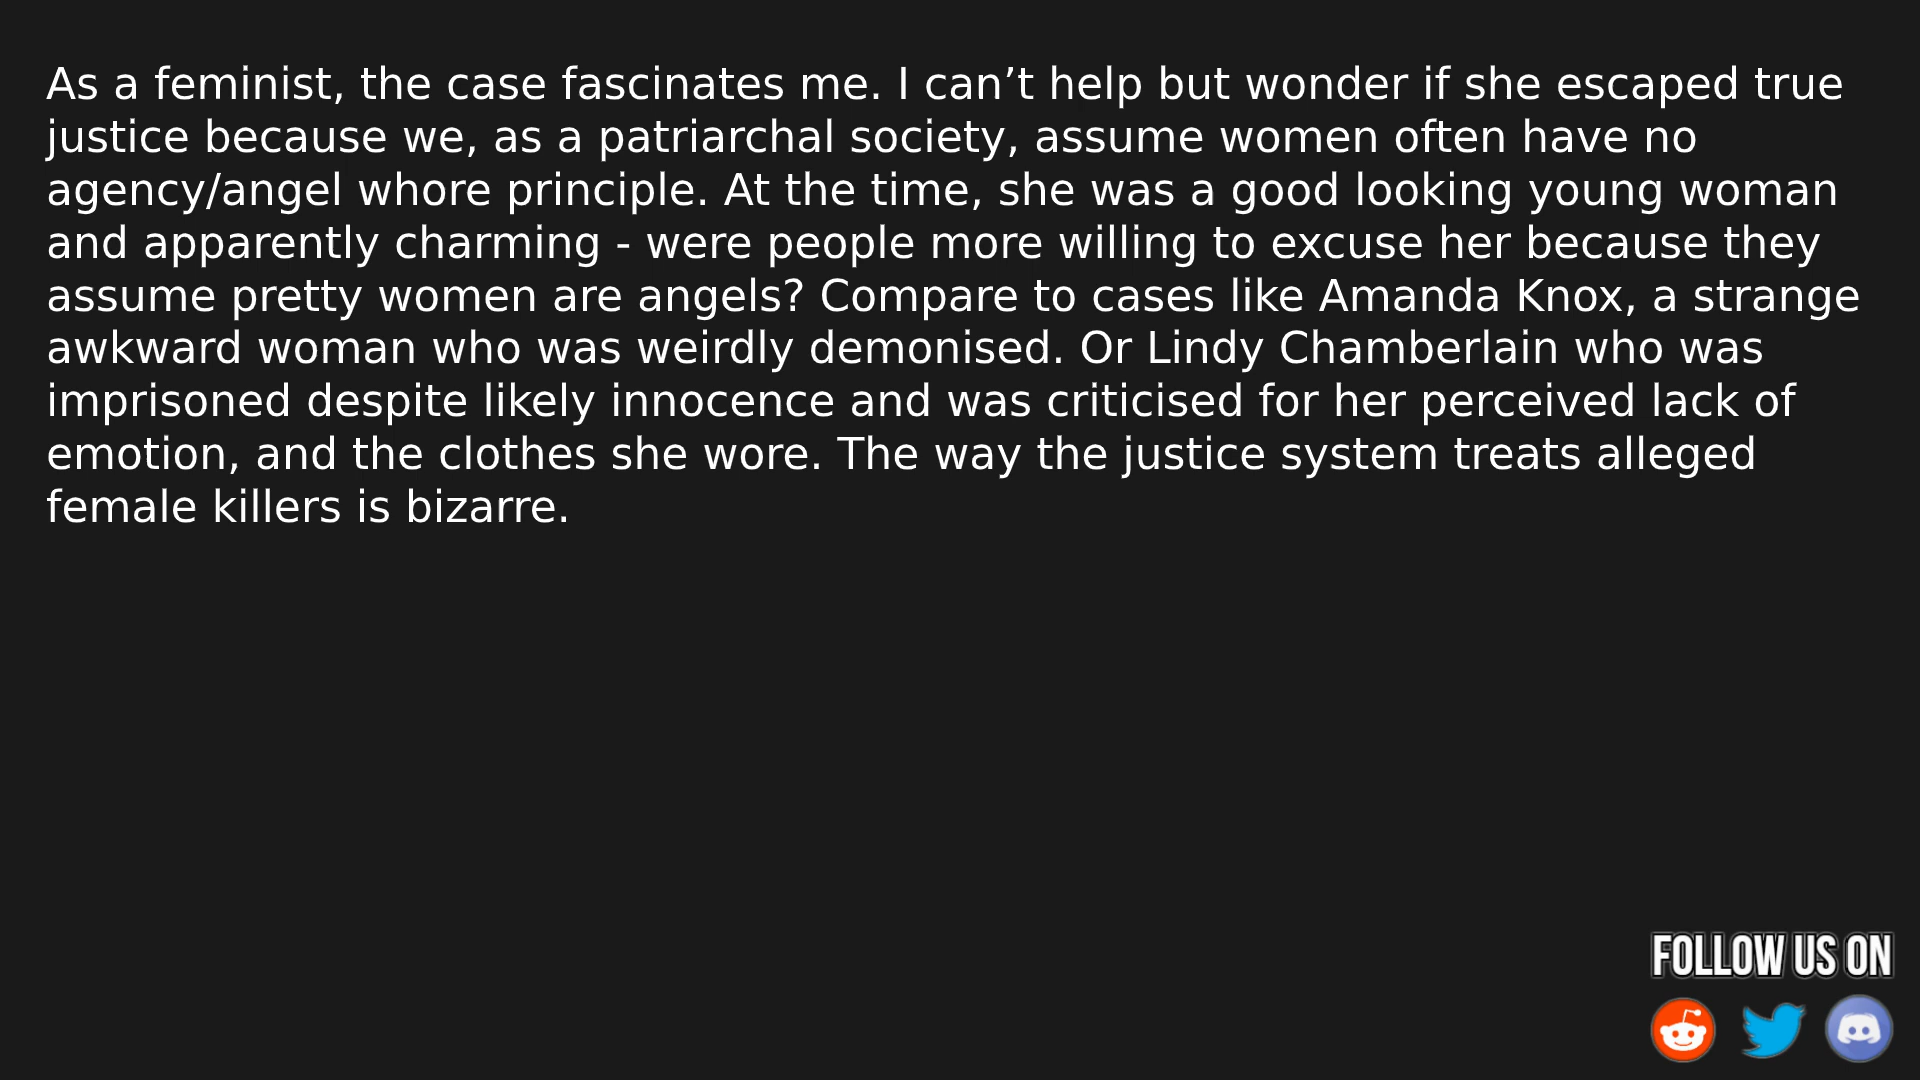 As a feminist, the case fascinates me. I can’t help but wonder if she escaped true
justice because we, as a patriarchal society, assume women often have no
agency/angel whore principle. At the time, she was a good looking young woman
and apparently charming - were people more willing to excuse her because they
assume pretty women are angels? Compare to cases like Amanda Knox, a strange
awkward woman who was weirdly demonised. Or Lindy Chamberlain who was
imprisoned despite likely innocence and was criticised for her perceived lack of
emotion, and the clothes she wore. The way the justice system treats alleged
female killers is bizarre.
FOLLOW US ON